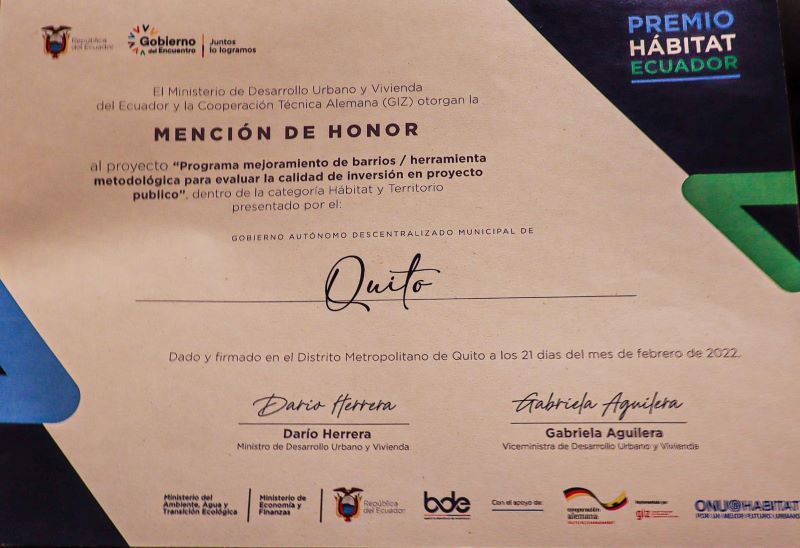 República
del Ecuador
Gobierno
del Encuentro
Juntos
lo logramos
PREMIO
HÁBITAT
ECUADOR
El Ministerio de Desarrollo Urbano y Vivienda
del Ecuador y la Cooperación Técnica Alemana (GIZ) otorgan la
MENCIÓN DE HONOR
al proyecto “Programa mejoramiento de barrios / herramienta
metodológica para evaluar la calidad de inversión en proyecto
publico”, dentro de la categoría Hábitat y Territorio
presentado por el:
GOBIERNO AUTÓNOMO DESCENTRALIZADO MUNICIPAL DE
Quito
Dado y firmado en el Distrito Metropolitano de Quito a los 21 días del mes de febrero de 2022.
Dario Herrera
Darío Herrera
Ministro de Desarrollo Urbano y Vivienda
Gabriela Aguilera
Gabriela Aguilera
Viceministra de Desarrollo Urbano y Vivienda
Ministerio del
Ambiente, Agua y
Transición Ecológica
Ministerio de
Economía y
Finanzas
República
del Ecuador
bde
Con el apoyo de:
cooperación
alemana
giz
ONU@HABITAT
POR UN MEJOR FUTURO URBANO